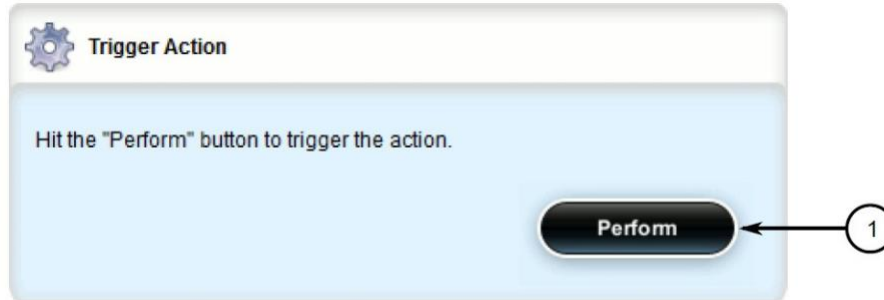 Trigger Action
Hit the "Perform" button to trigger the action.
Perform
1